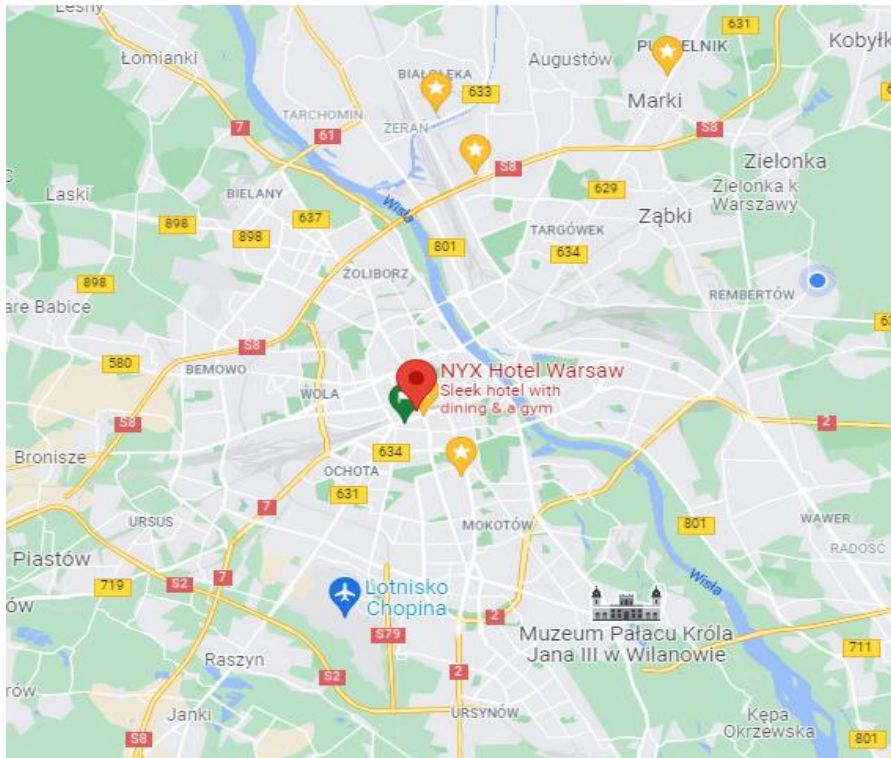 Łomianki
BIAŁOŁĘKA
633
Augustów
631
Kobyłk
Marki
TARCHOMIN
ŻERAŃ
7
61
S8
S8
Zielonka
Zielonka k
Warszawy
Laski
BIELANY
637
Wisła
629
Ząbki
898
898
801
TARGÓWEK
634
ŻOLIBORZ
898
REMBERTÓW
are Babice
S8
580
BEMOWO
NYX Hotel Warsaw
Sleek hotel with
dining & a gym
WOLA
S8
2
Bronisze
634
OCHOTA
631
7
URSUS
MOKOTÓW
801
WAWER
RADOŚĆ
Piastów
719
S2
7
Wisła
ów
Lotnisko
Chopina
2
S79
Muzeum Pałacu Króla
Jana III w Wilanowie
711
Raszyn
S2
2
rów
Janki
URSYNÓW
Kępa
Okrzewska
S8
801